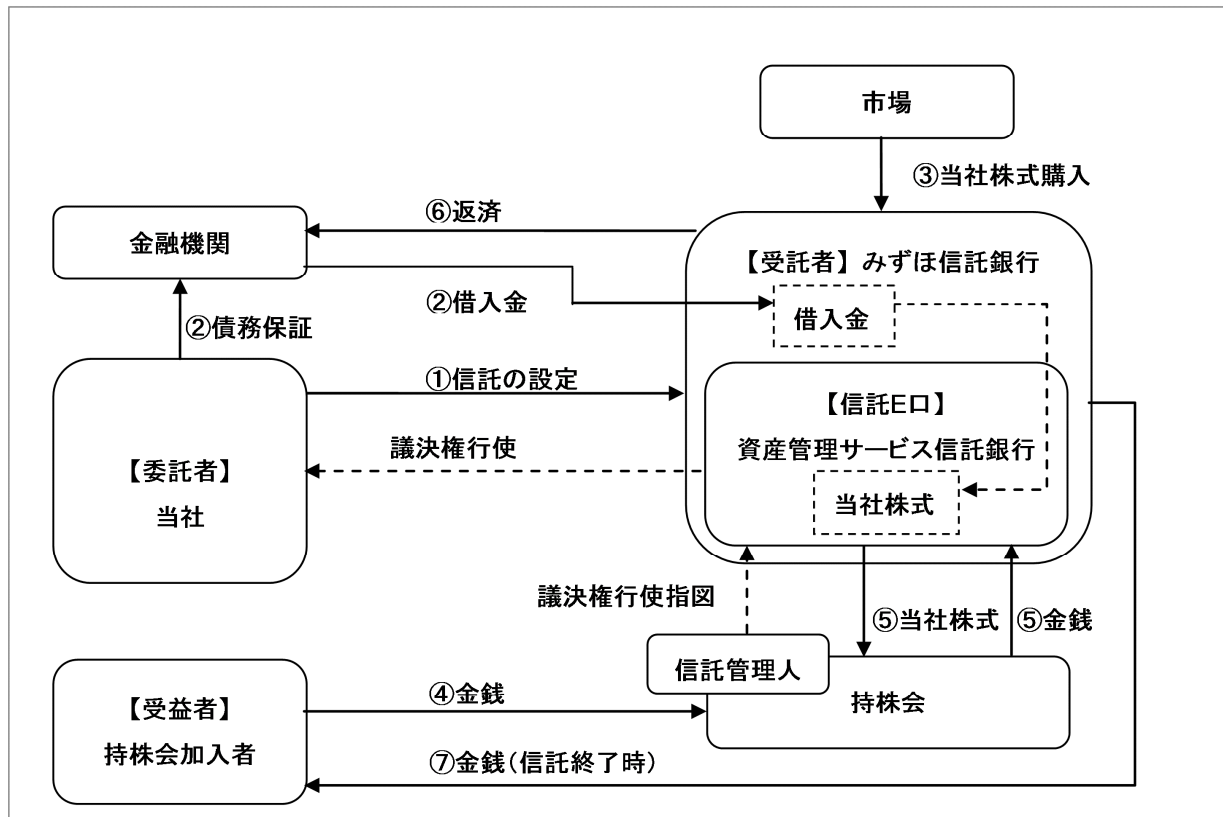 市場
③当社株式購入
⑥返済
金融機関
【受託者】みずほ信託銀行
②借入金
借入金
②債務保証
①信託の設定
【信託E口】
資産管理サービス信託銀行
議決権行使
【委託者】
当社
当社株式
議決権行使指図
⑤当社株式
⑤金銭
信託管理人
持株会
【受益者】
持株会加入者
④金銭
⑦金銭（信託終了時）